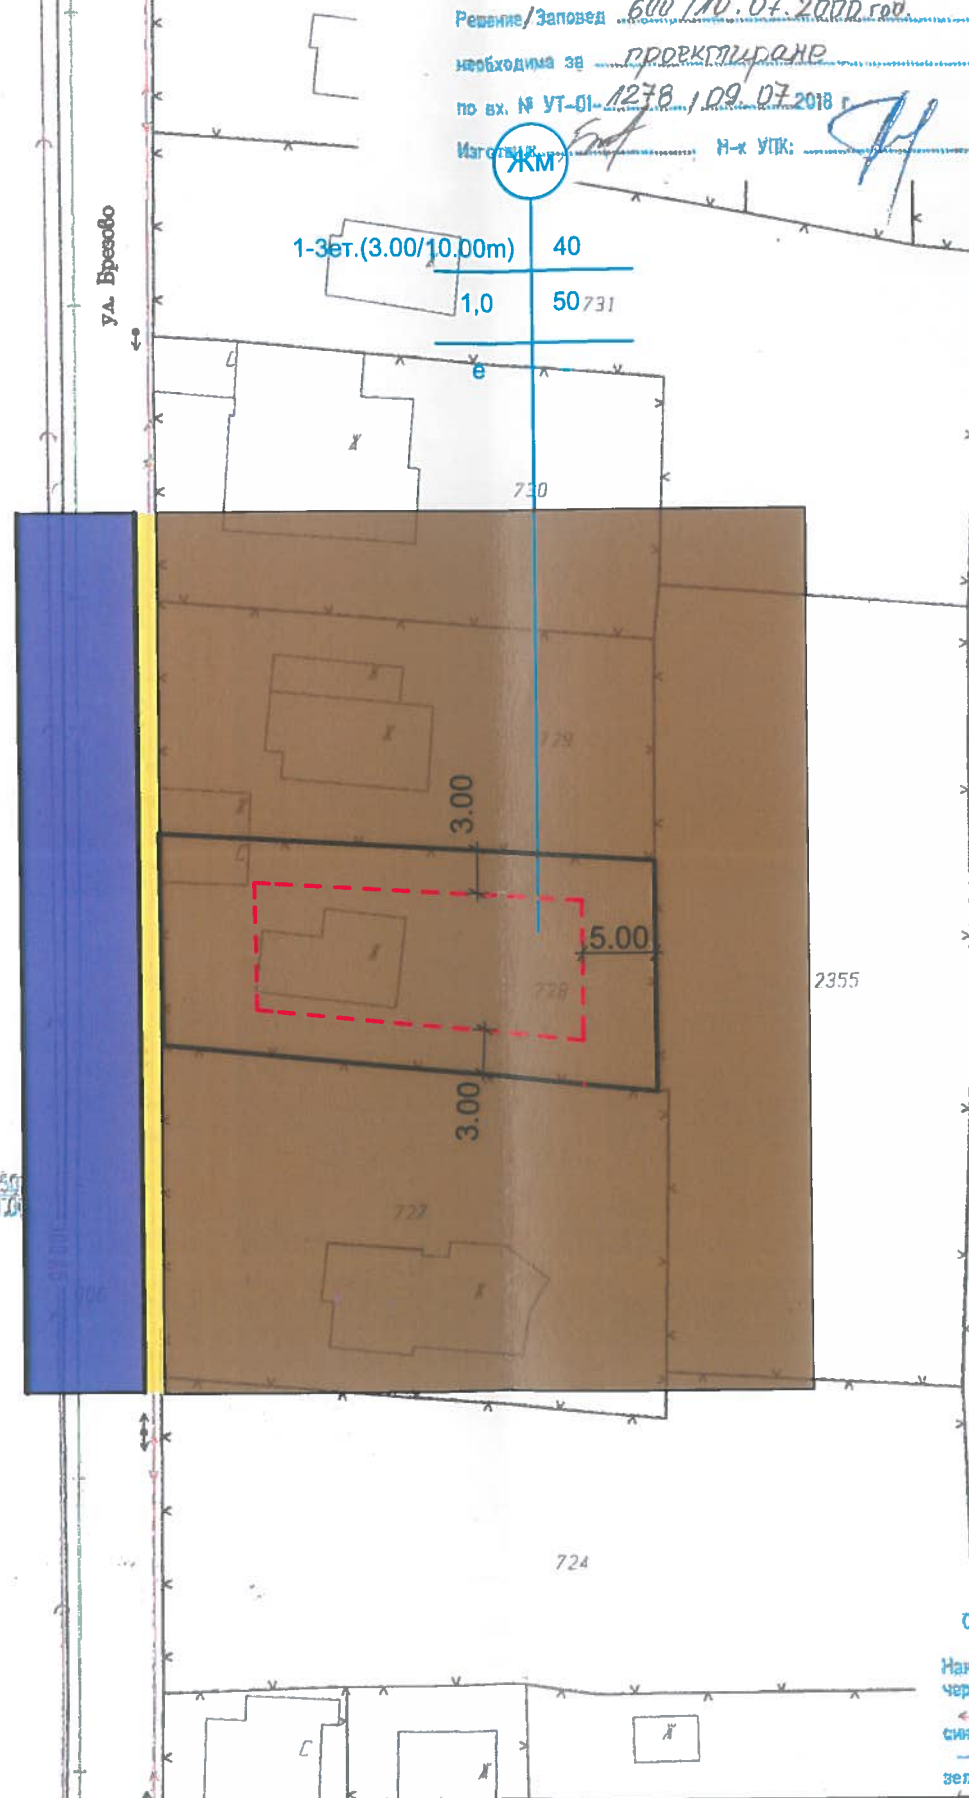 Решение/Заповед 600 / 10.07.2000 год.
необходима за проектиране
по вх. № УТ-01-1278 / 09.07.2018 г.
Изготвил Н-к УПК:
Жм
1-3ет.(3.00/10.00m) 40
1,0 50
е
731
ул. Брезово
Ж
730
Ж
Ж
729
3.00
5.00
Ж
728
2355
3.00
727
Ж
724
С
Ж
Ж